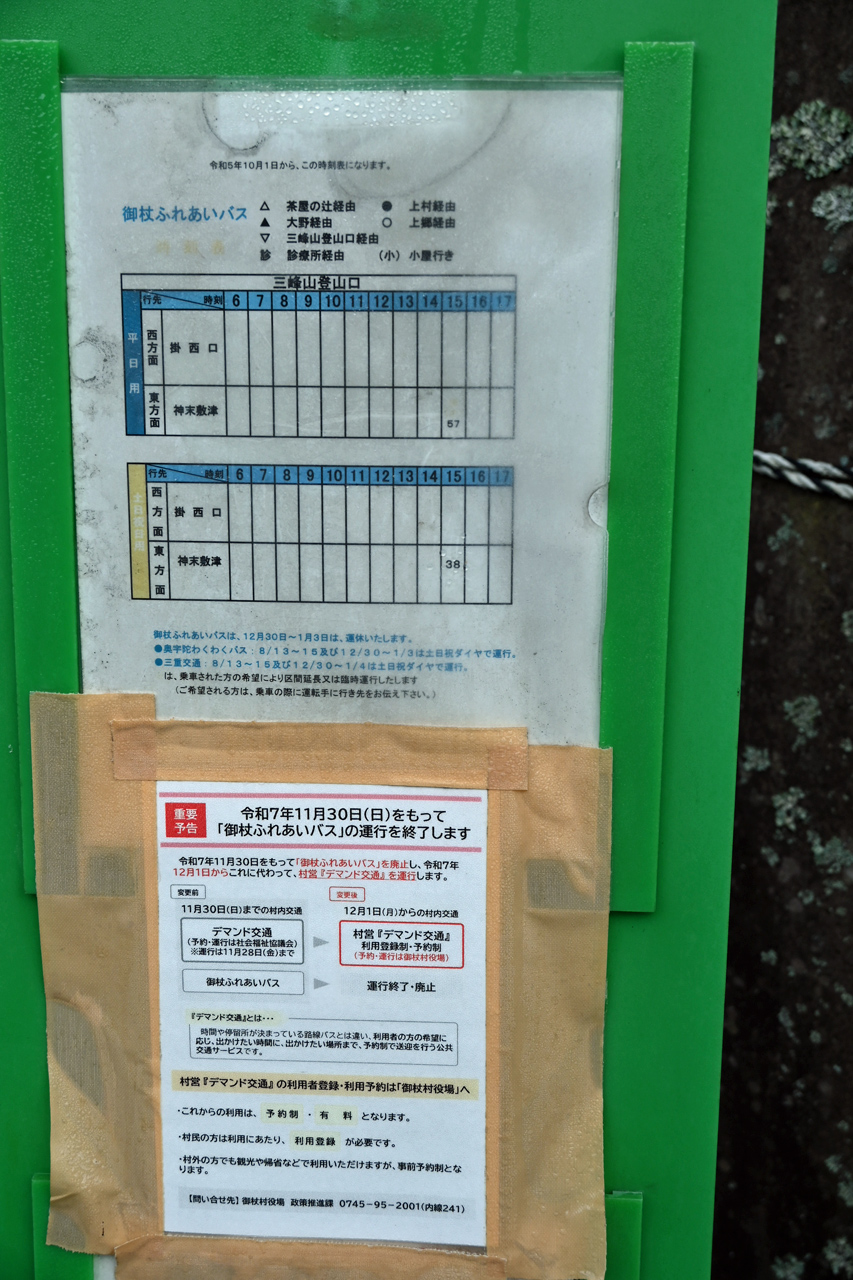 令和5年10月1日から、この時刻表になります。
御杖ふれあいバス
時刻表
△ 茶屋の辻経由 ● 上村経由
▲ 大野経由 ○ 上郷経由
▽ 三峰山登山口経由
診 診療所経由 (小) 小屋行き
三峰山登山口
平日用
行先 時刻 6 7 8 9 10 11 12 13 14 15 16 17
西方面 掛西口
東方面 神末敷津 57
土日祝日用
行先 時刻 6 7 8 9 10 11 12 13 14 15 16 17
西方面 掛西口
東方面 神末敷津 38
御杖ふれあいバスは、12月30日~1月3日は、運休いたします。
●奥宇陀わくわくバス：8/13~15及び12/30~1/3は土日祝ダイヤで運行。
●三重交通：8/13~15及び12/30~1/4は土日祝ダイヤで運行。
は、乗車された方の希望により区間延長又は臨時運行したします
(ご希望される方は、乗車の際に運転手に行き先をお伝え下さい。)
重要予告
令和7年11月30日(日)をもって
「御杖ふれあいバス」の運行を終了します
令和7年11月30日をもって「御杖ふれあいバス」を廃止し、令和7年
12月1日からこれに代わって、村営『デマンド交通』を運行します。
変更前 変更後
11月30日(日)までの村内交通 12月1日(月)からの村内交通
デマンド交通
(予約・運行は社会福祉協議会)
※運行は11月28日(金)まで
村営『デマンド交通』
利用登録制・予約制
(予約・運行は御杖村役場)
御杖ふれあいバス 運行終了・廃止
『デマンド交通』とは・・・
時間や停留所が決まっている路線バスとは違い、利用者の方の希望に
応じ、出かけたい時間に、出かけたい場所まで、予約制で送迎を行う公共
交通サービスです。
村営『デマンド交通』の利用者登録・利用予約は「御杖村役場」へ
・これからの利用は、 予約制 ・ 有 料 となります。
・村民の方は利用にあたり、 利用登録 が必要です。
・村外の方でも観光や帰省などで利用いただけますが、事前予約制とな
ります。
【問い合せ先】御杖村役場 政策推進課 0745-95-2001(内線241)